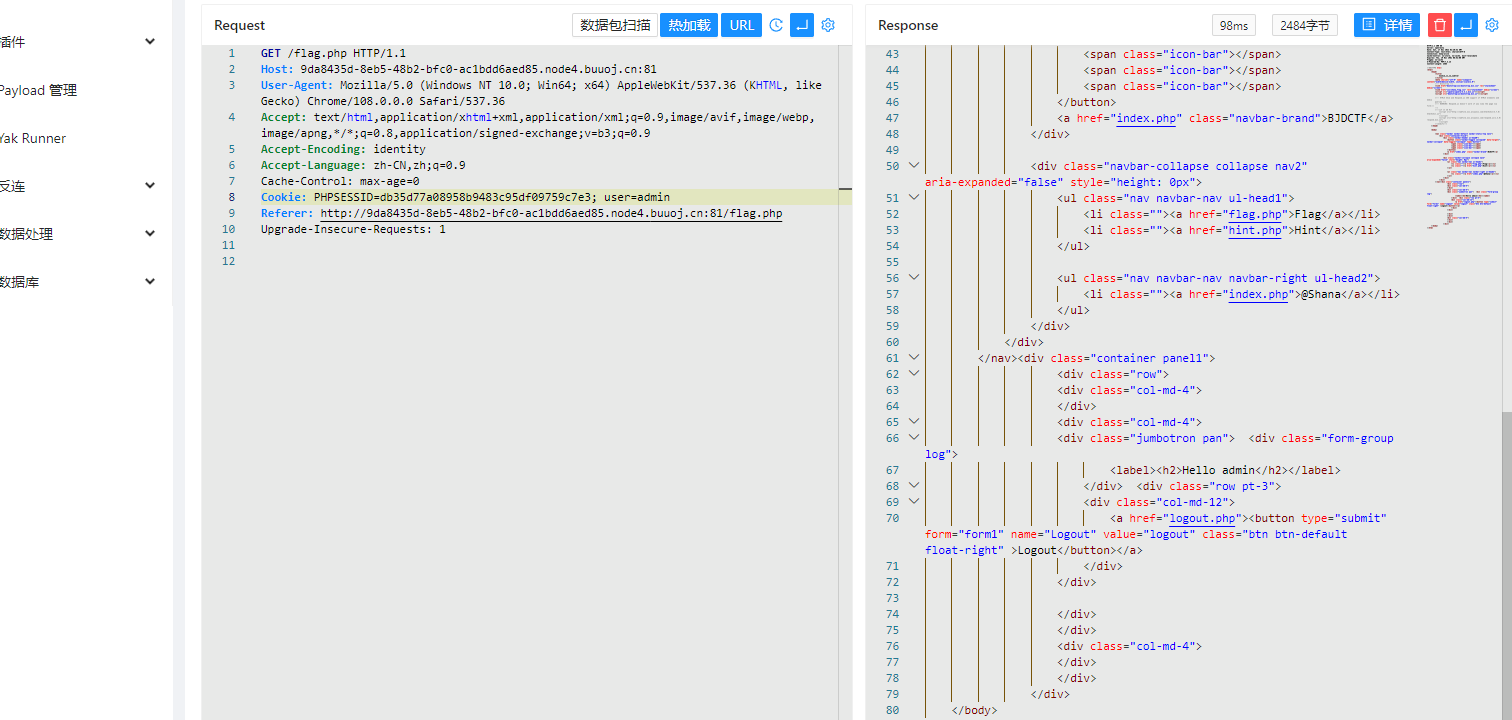 插件
Payload 管理
Yak Runner
反连
数据处理
数据库
Request 数据包扫描 热加载 URL
1 GET /flag.php HTTP/1.1
2 Host: 9da8435d-8eb5-48b2-bfc0-ac1bdd6aed85.node4.buuoj.cn:81
3 User-Agent: Mozilla/5.0 (Windows NT 10.0; Win64; x64) AppleWebKit/537.36 (KHTML, like
Gecko) Chrome/108.0.0.0 Safari/537.36
4 Accept: text/html,application/xhtml+xml,application/xml;q=0.9,image/avif,image/webp,
image/apng,*/*;q=0.8,application/signed-exchange;v=b3;q=0.9
5 Accept-Encoding: identity
6 Accept-Language: zh-CN,zh;q=0.9
7 Cache-Control: max-age=0
8 Cookie: PHPSESSID=db35d77a08958b9483c95df09759c7e3; user=admin
9 Referer: http://9da8435d-8eb5-48b2-bfc0-ac1bdd6aed85.node4.buuoj.cn:81/flag.php
10 Upgrade-Insecure-Requests: 1
11
12
Response 98ms 2484字节 详情
43 <span class="icon-bar"></span>
44 <span class="icon-bar"></span>
45 <span class="icon-bar"></span>
46 </button>
47 <a href="index.php" class="navbar-brand">BJDCTF</a>
48 </div>
49
50 <div class="navbar-collapse collapse nav2"
aria-expanded="false" style="height: 0px">
51 <ul class="nav navbar-nav ul-head1">
52 <li class=""><a href="flag.php">Flag</a></li>
53 <li class=""><a href="hint.php">Hint</a></li>
54 </ul>
55
56 <ul class="nav navbar-nav navbar-right ul-head2">
57 <li class=""><a href="index.php">@Shana</a></li>
58 </ul>
59 </div>
60 </div>
61 </nav><div class="container panel1">
62 <div class="row">
63 <div class="col-md-4">
64 </div>
65 <div class="col-md-4">
66 <div class="jumbotron pan"> <div class="form-group
log">
67 <label><h2>Hello admin</h2></label>
68 </div> <div class="row pt-3">
69 <div class="col-md-12">
70 <a href="logout.php"><button type="submit"
form="form1" name="Logout" value="logout" class="btn btn-default
float-right" >Logout</button></a>
71 </div>
72 </div>
73
74 </div>
75 </div>
76 <div class="col-md-4">
77 </div>
78 </div>
79 </div>
80 </body>